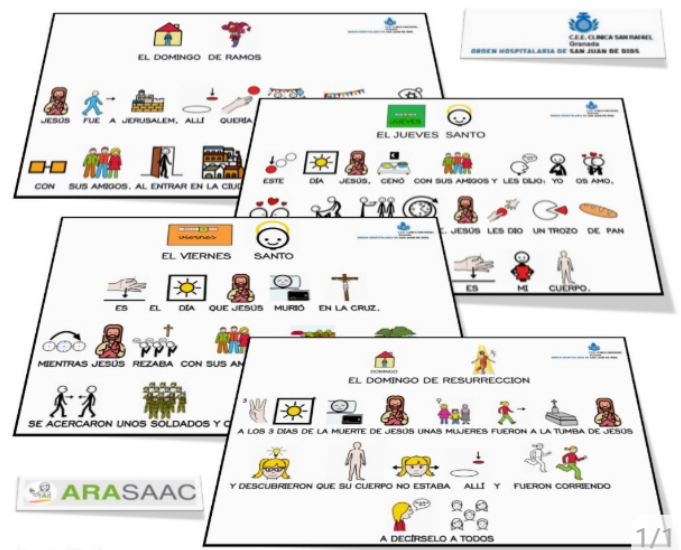 C.E.E. CLINICA SAN RAFAEL
Granada
ORDEN HOSPITALARIA DE SAN JUAN DE DIOS
EL DOMINGO DE RAMOS
JESÚS FUE A JERUSALEM, ALLÍ QUERÍA
CON SUS AMIGOS. AL ENTRAR EN LA
EL JUEVES SANTO
ESTE DÍA JESÚS, CENÓ CON SUS AMIGOS Y LES DIJO: YO OS AMO,
JESÚS LES DIO UN TROZO DE PAN
ES MI CUERPO.
viernes
EL VIERNES SANTO
ES EL DÍA QUE JESÚS MURIÓ EN LA CRUZ.
MIENTRAS JESÚS REZABA CON SUS
SE ACERCARON UNOS SOLDADOS Y
DOMINGO
EL DOMINGO DE RESURRECCION
3
A LOS 3 DIAS DE LA MUERTE DE JESÚS UNAS MUJERES FUERON A LA TUMBA DE JESÚS
Y DESCUBRIERON QUE SU CUERPO NO ESTABA ALLÍ Y FUERON CORRIENDO
A DECÍRSELO A TODOS
ARASAAC
1/1